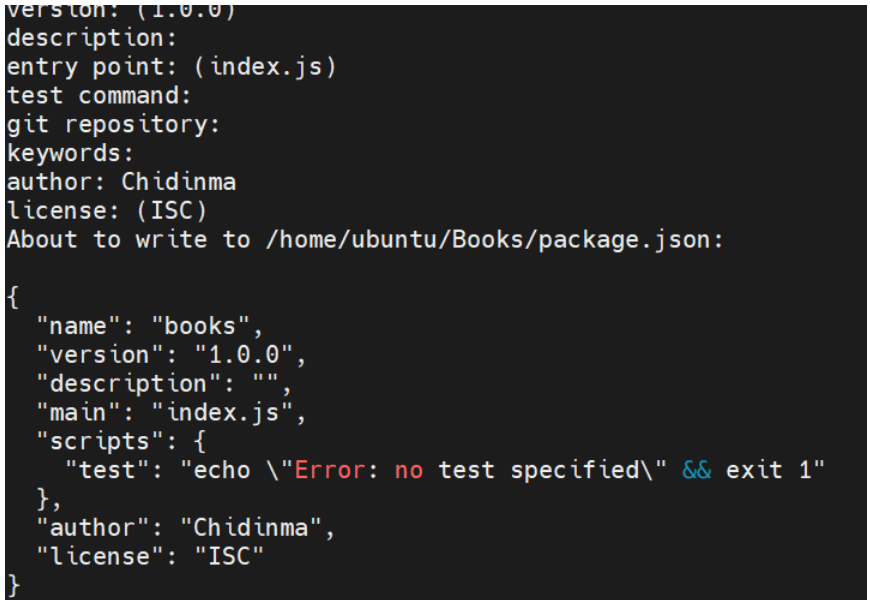 version: (1.0.0)
description:
entry point: (index.js)
test command:
git repository:
keywords:
author: Chidinma
license: (ISC)
About to write to /home/ubuntu/Books/package.json:

{
  "name": "books",
  "version": "1.0.0",
  "description": "",
  "main": "index.js",
  "scripts": {
    "test": "echo \"Error: no test specified\" && exit 1"
  },
  "author": "Chidinma",
  "license": "ISC"
}